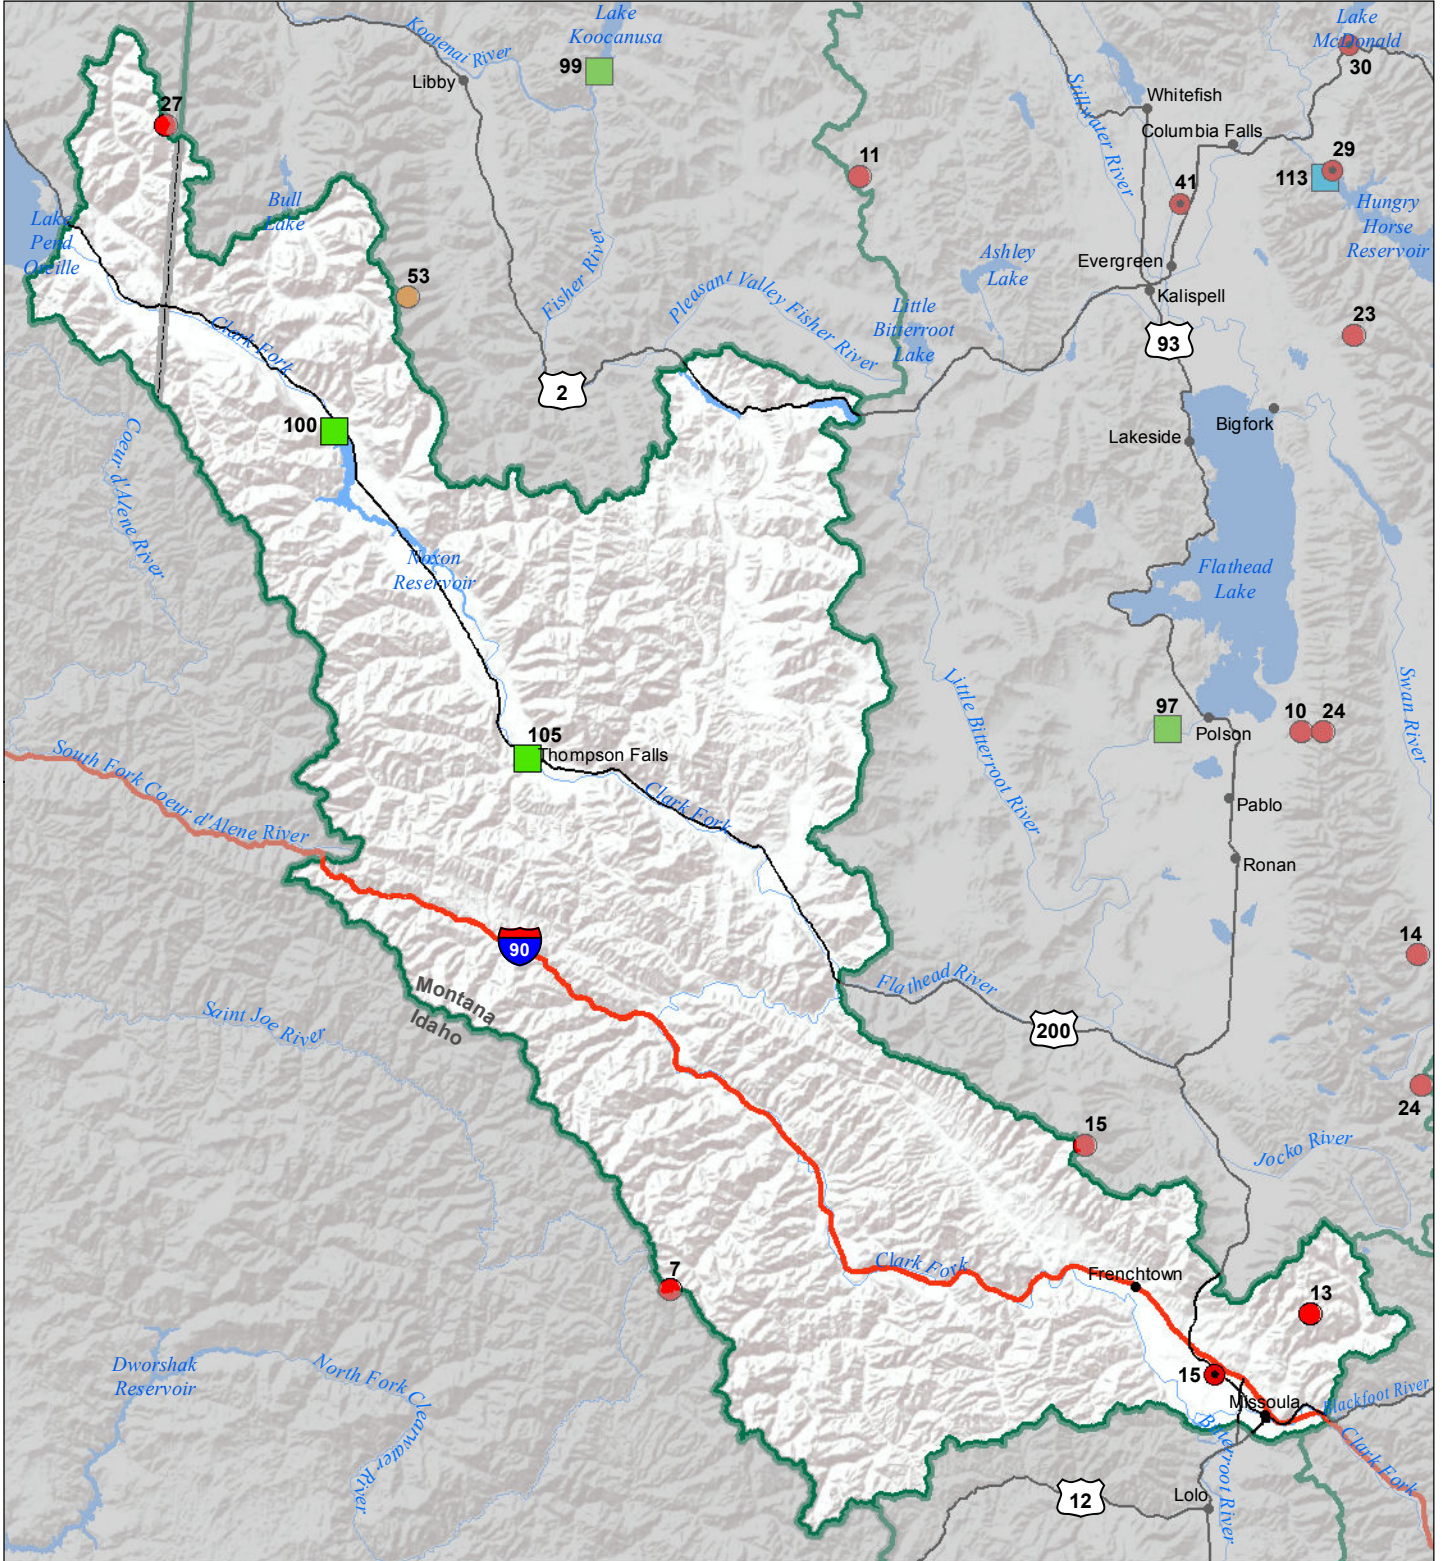 Lake
Koocanusa
Lake
McDonald
Kootenai River
99
30
Libby
Whitefish
Stillwater River
27
Columbia Falls
11
29
113
41
Bull
Lake
Hungry
Horse
Reservoir
Lake
Pend
Oreille
Ashley
Lake
Evergreen
53
Fisher River
Pleasant Valley Fisher River
Kalispell
Little
Bitterroot
Lake
23
Clark Fork
93
2
100
Bigfork
Lakeside
Coeur d'Alene River
Noxon
Reservoir
Flathead
Lake
Little Bitterroot River
Swan River
97
10
24
105
Polson
Thompson Falls
South Fork Coeur d'Alene River
Clark Fork
Pablo
Ronan
90
14
Montana
Idaho
Flathead River
Saint Joe River
200
24
15
Jocko River
Clark Fork
7
Frenchtown
13
Dworshak
Reservoir
North Fork Clearwater River
15
Missoula
Blackfoot River
Bitterroot River
Clark Fork
12
Lolo